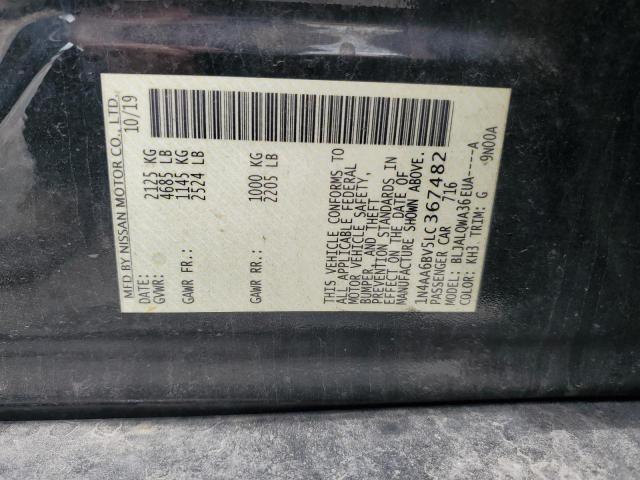 MFD BY NISSAN MOTOR CO., LTD.
DATE: 10/19
GVWR: 2125 KG
4685 LB
GAWR FR: 1145 KG
2524 LB
GAWR RR: 1000 KG
2205 LB
THIS VEHICLE CONFORMS TO
ALL APPLICABLE FEDERAL
MOTOR VEHICLE SAFETY,
BUMPER, AND THEFT
PREVENTION STANDARDS IN
EFFECT ON THE DATE OF
MANUFACTURE SHOWN ABOVE.
1N4AA6BV5LC367482
PASSENGER CAR 716
MODEL: BLJALOWA36EUA----A
COLOR: KH3 TRIM: G 9N00A